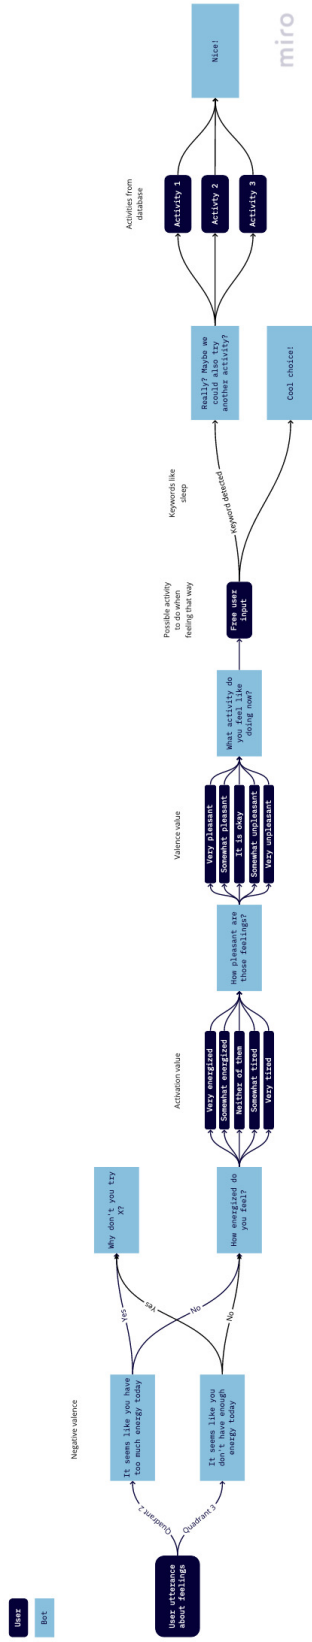 User
Bot
User utterance
about feelings
Quadrant 2
Quadrant 3
Negative valence
It seems like you have
too much energy today
It seems like you
don't have enough
energy today
Yes
No
Yes
No
Why don't you try
X?
How energized do
you feel?
Activation value
Very energized
Somewhat energized
Neither of them
Somewhat tired
Very tired
How pleasant are
those feelings?
Valence value
Very pleasant
Somewhat pleasant
It is okay
Somewhat unpleasant
Very unpleasant
What activity do
you feel like
doing now?
Possible activity
to do when
feeling that way
Free user
input
Keywords like
sleep
Keyword detected
Really? Maybe we
could also try
another activity?
Cool choice!
Activities from
database
Activity 1
Activty 2
Activity 3
Nice!
miro